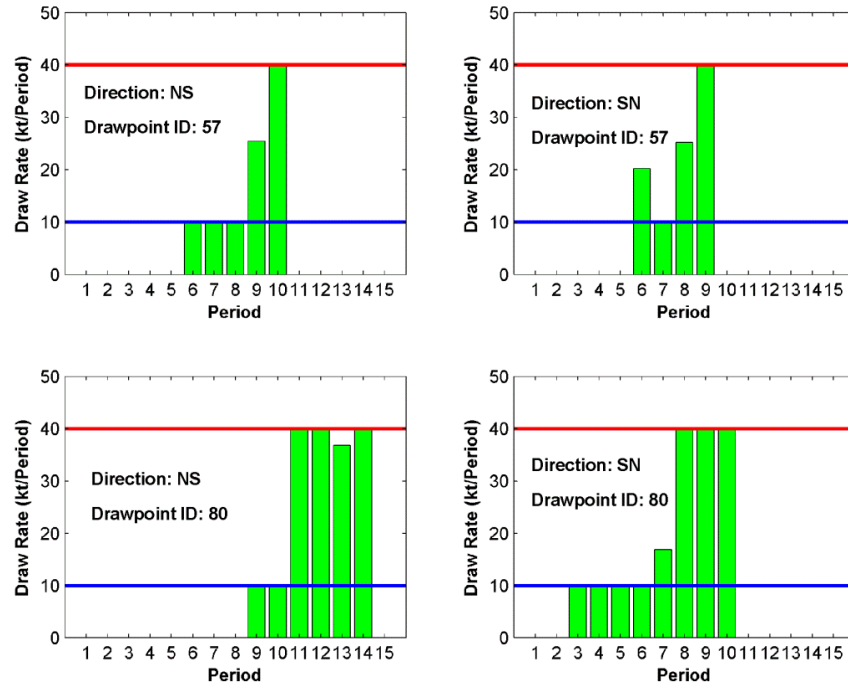 50
40
30
20
10
0
Draw Rate (kt/Period)
Direction: NS
Drawpoint ID: 57
1 2 3 4 5 6 7 8 9 10 11 12 13 14 15
Period
50
40
30
20
10
0
Draw Rate (kt/Period)
Direction: SN
Drawpoint ID: 57
1 2 3 4 5 6 7 8 9 10 11 12 13 14 15
Period
50
40
30
20
10
0
Draw Rate (kt/Period)
Direction: NS
Drawpoint ID: 80
1 2 3 4 5 6 7 8 9 10 11 12 13 14 15
Period
50
40
30
20
10
0
Draw Rate (kt/Period)
Direction: SN
Drawpoint ID: 80
1 2 3 4 5 6 7 8 9 10 11 12 13 14 15
Period